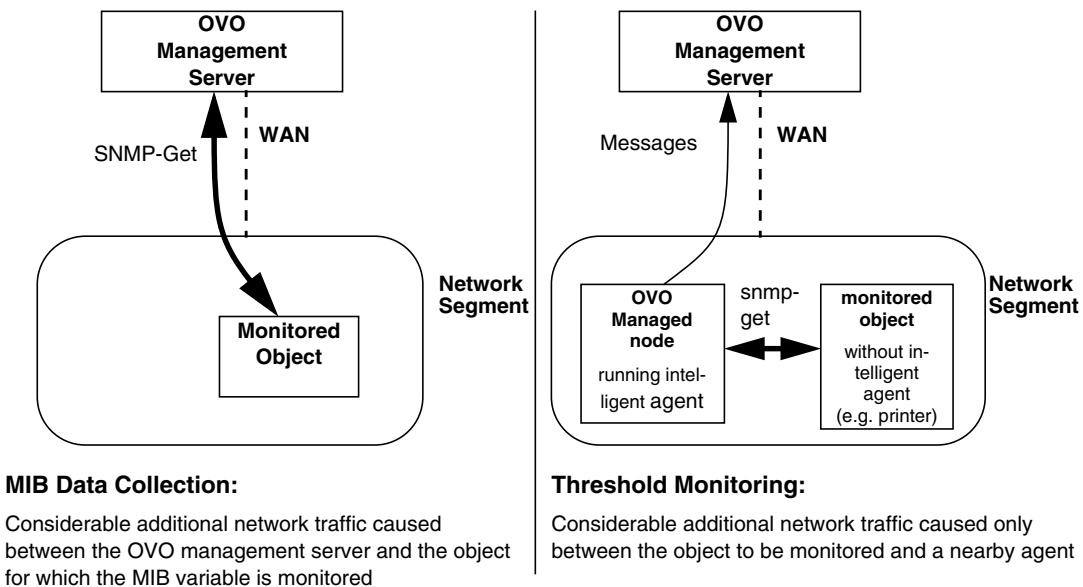 OVO
Management
Server
WAN
SNMP-Get
Network
Segment
Monitored
Object
MIB Data Collection:
Considerable additional network traffic caused
between the OVO management server and the object
for which the MIB variable is monitored
OVO
Management
Server
Messages
WAN
Network
Segment
OVO
Managed
node
running intel-
ligent agent
snmp-
get
monitored
object
without in-
telligent
agent
(e.g. printer)
Threshold Monitoring:
Considerable additional network traffic caused only
between the object to be monitored and a nearby agent